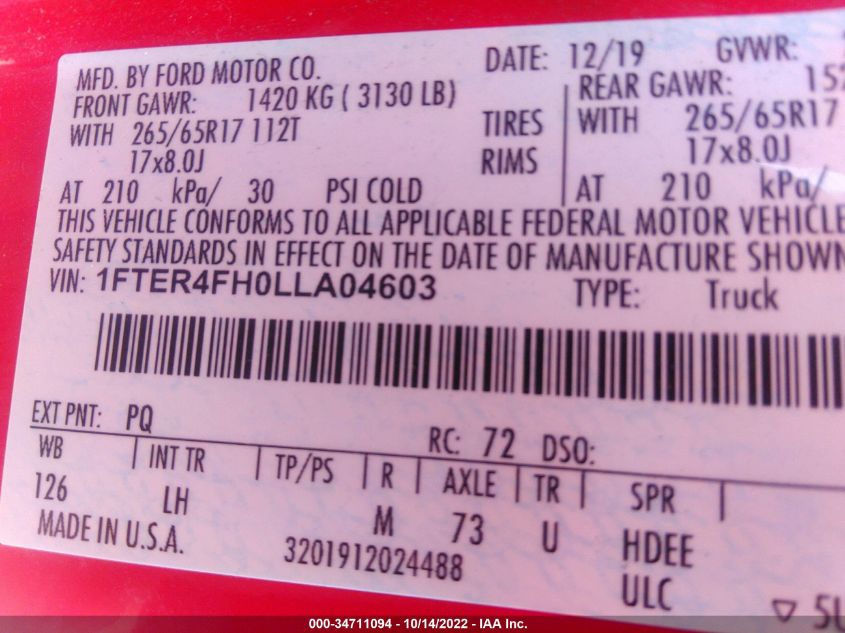 MFD. BY FORD MOTOR CO. DATE: 12/19 GVWR:
FRONT GAWR: 1420 KG ( 3130 LB) REAR GAWR: 152
WITH 265/65R17 112T TIRES WITH 265/65R17
17x8.0J RIMS 17x8.0J
AT 210 kPa/ 30 PSI COLD AT 210 kPa/
THIS VEHICLE CONFORMS TO ALL APPLICABLE FEDERAL MOTOR VEHICLE
SAFETY STANDARDS IN EFFECT ON THE DATE OF MANUFACTURE SHOWN
VIN: 1FTER4FH0LLA04603 TYPE: Truck
EXT PNT: PQ RC: 72 DSO:
WB INT TR TP/PS R AXLE TR SPR
126 LH M 73 U HDEE
MADE IN U.S.A. 3201912024488 ULC
▽ 5U
000-34711094 - 10/14/2022 - IAA Inc.